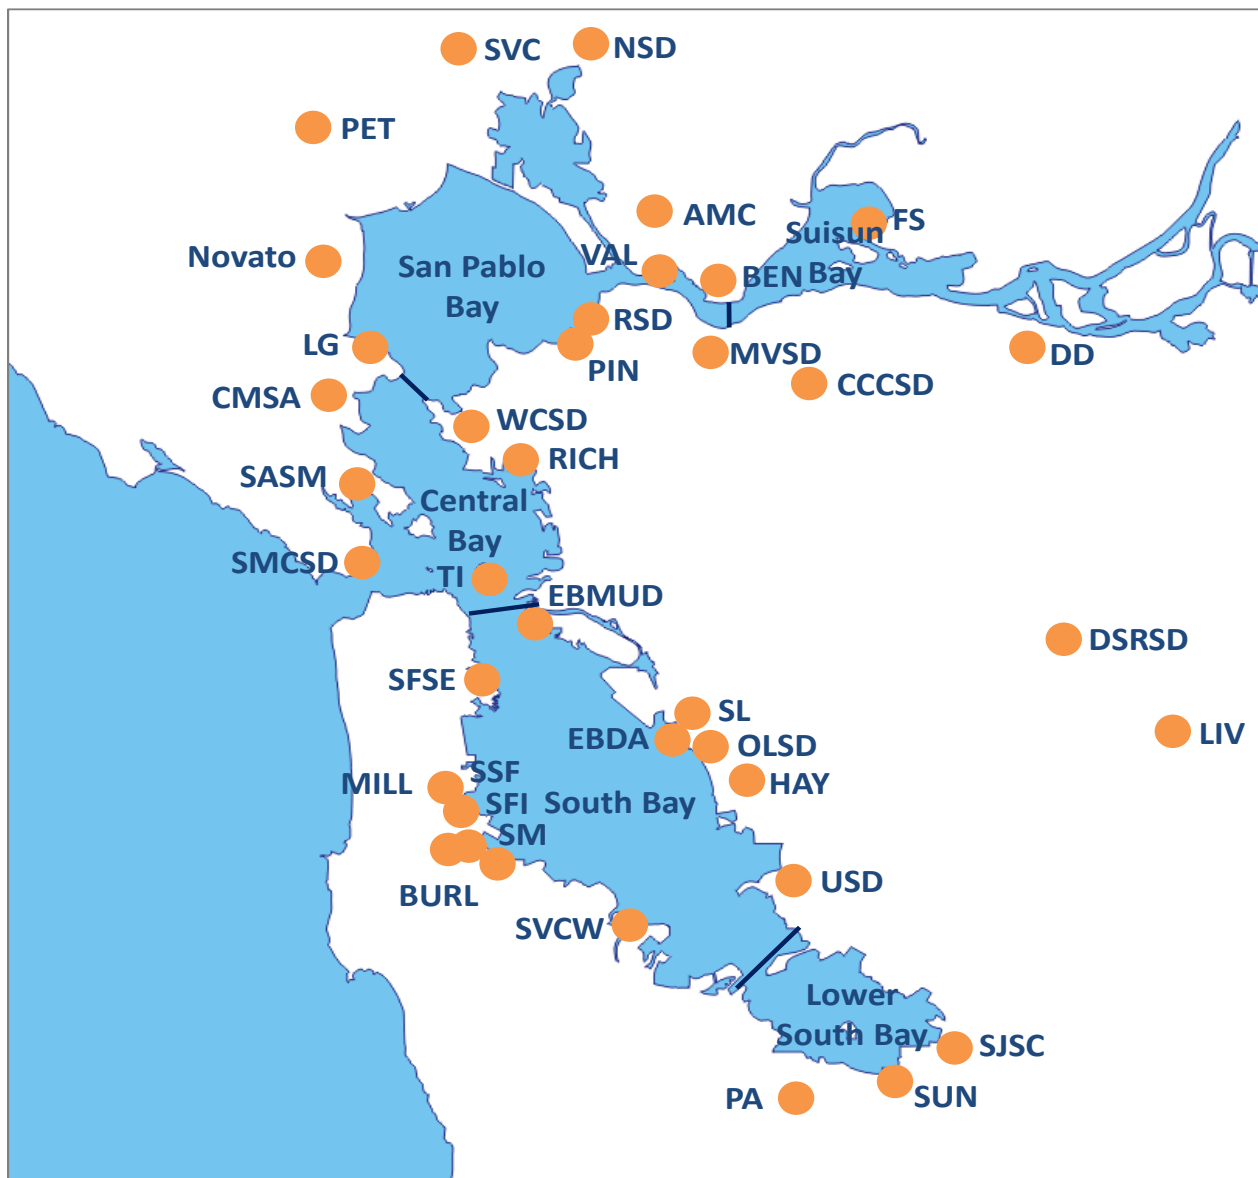 SVC
NSD
PET
AMC
FS
Suisun
Bay
Novato
San Pablo
Bay
VAL
BEN
RSD
LG
PIN
MVSD
DD
CCCSD
CMSA
WCSD
RICH
SASM
Central
Bay
SMCSD
TI
EBMUD
DSRSD
SFSE
SL
EBDA
OLSD
LIV
MILL
SSF
HAY
SFI
South Bay
SM
BURL
USD
SVCW
Lower
South Bay
SJSC
PA
SUN